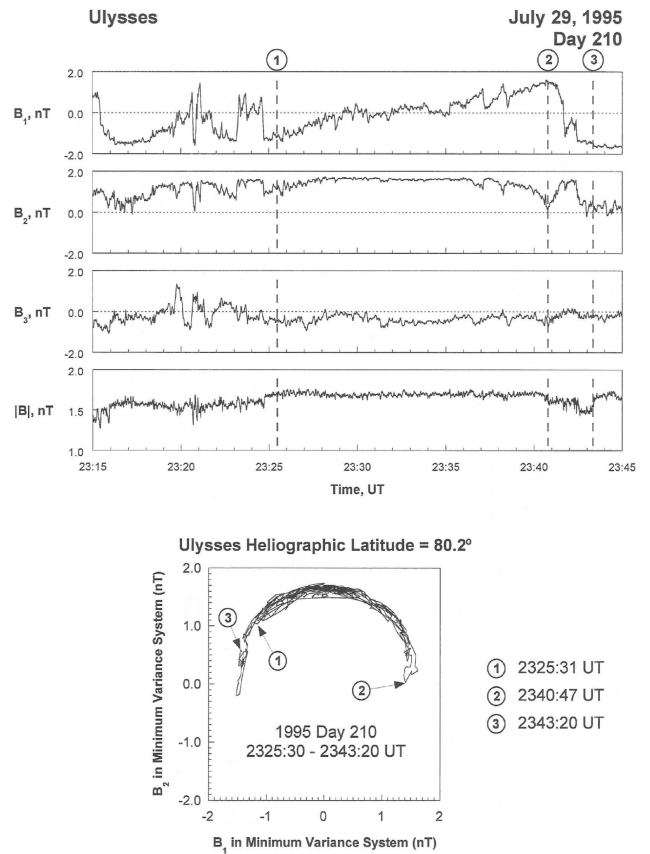 Ulysses
July 29, 1995
Day 210
1
2
3
2.0
B1, nT
0.0
-2.0
2.0
B2, nT
0.0
-2.0
2.0
B3, nT
0.0
-2.0
2.0
|B|, nT
1.5
1.0
23:15 23:20 23:25 23:30 23:35 23:40 23:45
Time, UT
Ulysses Heliographic Latitude = 80.2º
2.0
1.0
0.0
-1.0
-2.0
B2 in Minimum Variance System (nT)
3
1
2
1995 Day 210
2325:30 - 2343:20 UT
-2 -1 0 1 2
B1 in Minimum Variance System (nT)
1 2325:31 UT
2 2340:47 UT
3 2343:20 UT